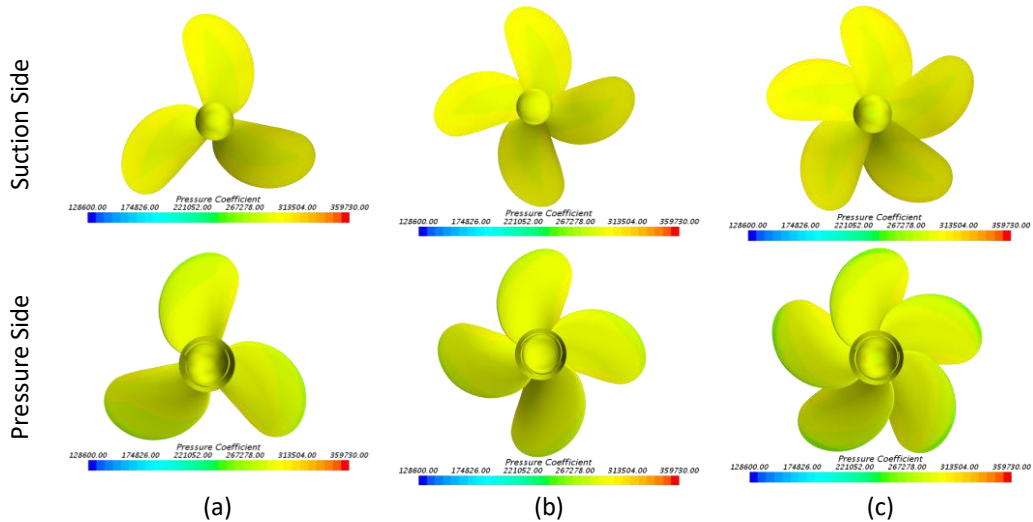 Suction Side
Pressure Coefficient
128600.00 174826.00 221052.00 267278.00 313504.00 359730.00
Pressure Coefficient
128600.00 174826.00 221052.00 267278.00 313504.00 359730.00
Pressure Coefficient
128600.00 174826.00 221052.00 267278.00 313504.00 359730.00
Pressure Side
Pressure Coefficient
128600.00 174826.00 221052.00 267278.00 313504.00 359730.00
Pressure Coefficient
128600.00 174826.00 221052.00 267278.00 313504.00 359730.00
Pressure Coefficient
128600.00 174826.00 221052.00 267278.00 313504.00 359730.00
(a)
(b)
(c)